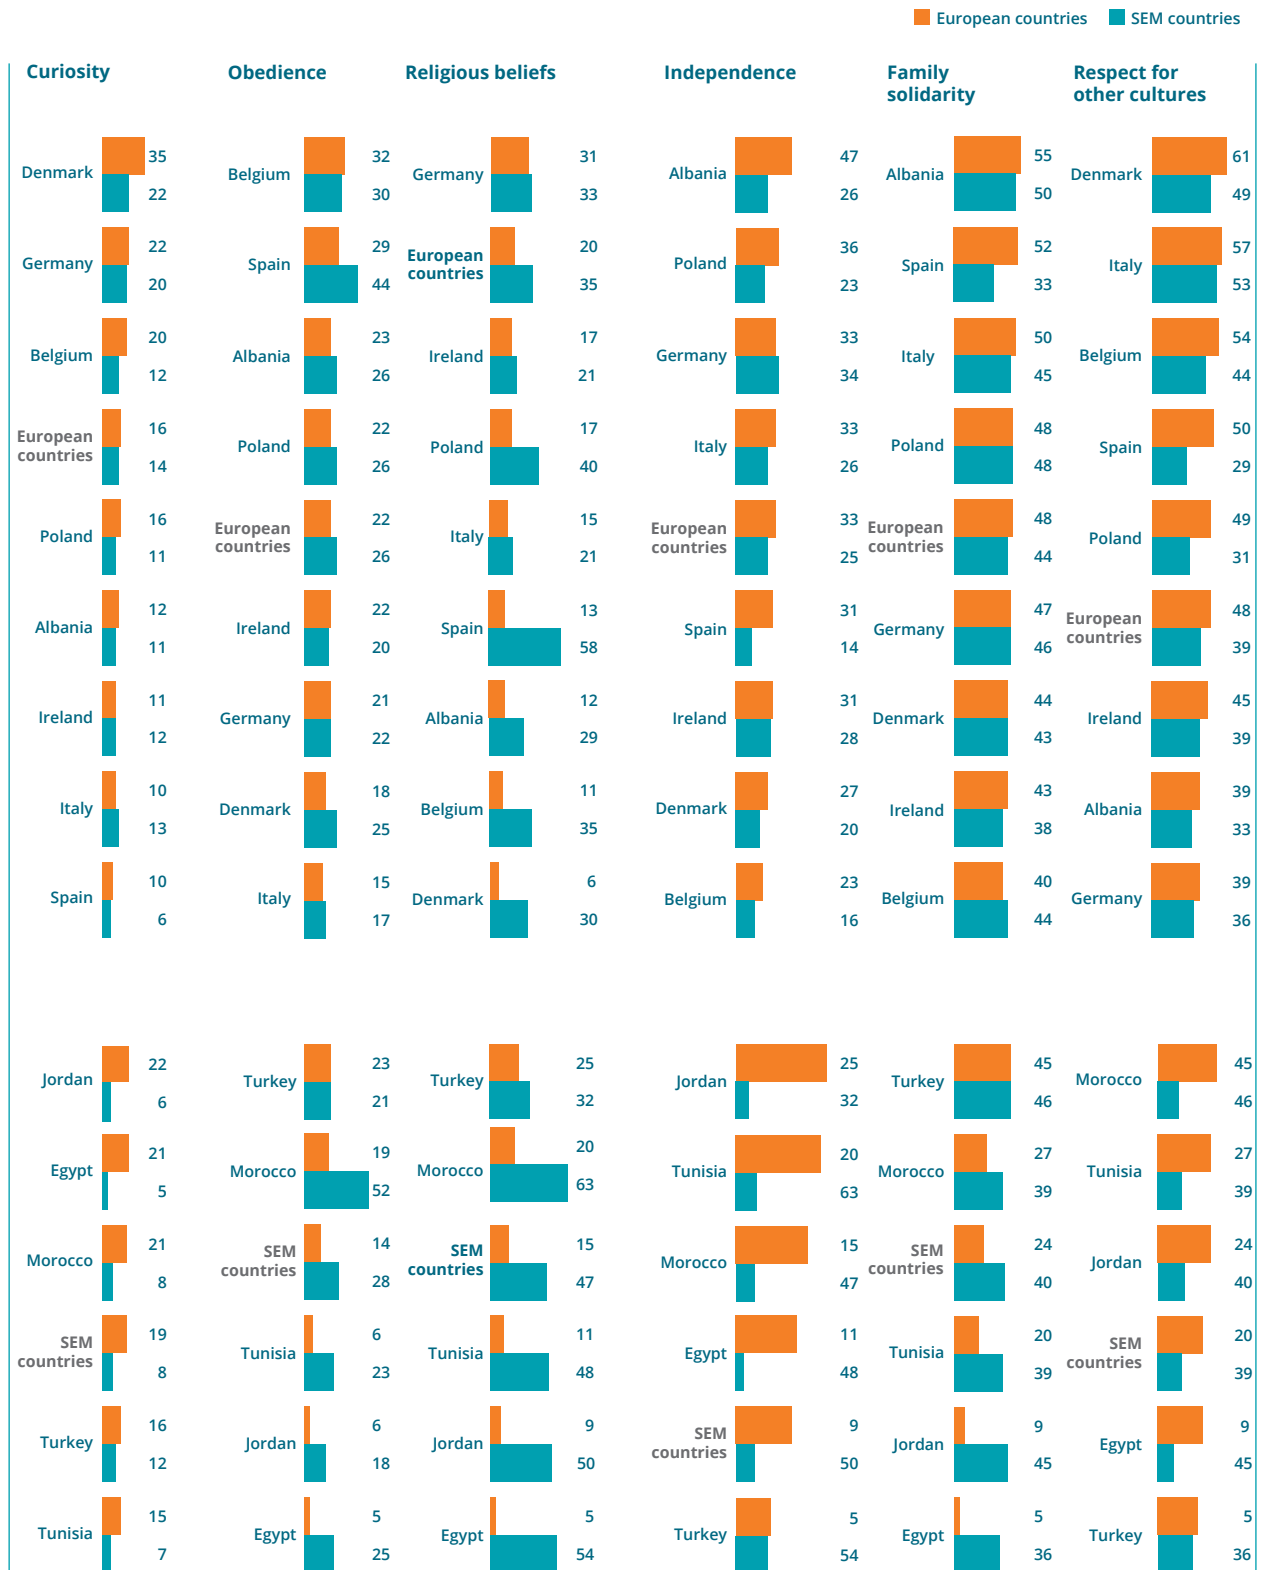 European countries SEM countries
Curiosity Obedience Religious beliefs Independence Family solidarity Respect for other cultures
Denmark 35 22
Germany 22 20
Belgium 20 12
European countries 16 14
Poland 16 11
Albania 12 11
Ireland 11 12
Italy 10 13
Spain 10 6
Jordan 22 6
Egypt 21 5
Morocco 21 8
SEM countries 19 8
Turkey 16 12
Tunisia 15 7
Belgium 32 30
Spain 29 44
Albania 23 26
Poland 22 26
European countries 22 26
Ireland 22 20
Germany 21 22
Denmark 18 25
Italy 15 17
Turkey 23 21
Morocco 19 52
SEM countries 14 28
Tunisia 6 23
Jordan 6 18
Egypt 5 25
Germany 31 33
European countries 20 35
Ireland 17 21
Poland 17 40
Italy 15 21
Spain 13 58
Albania 12 29
Belgium 11 35
Denmark 6 30
Turkey 25 32
Morocco 20 63
SEM countries 15 47
Tunisia 11 48
Jordan 9 50
Egypt 5 54
Albania 47 26
Poland 36 23
Germany 33 34
Italy 33 26
European countries 33 25
Spain 31 14
Ireland 31 28
Denmark 27 20
Belgium 23 16
Jordan 25 32
Tunisia 20 63
Morocco 15 47
Egypt 11 48
SEM countries 9 50
Turkey 5 54
Albania 55 50
Spain 52 33
Italy 50 45
Poland 48 48
European countries 48 44
Germany 47 46
Denmark 44 43
Ireland 43 38
Belgium 40 44
Turkey 45 46
Morocco 27 39
SEM countries 24 40
Tunisia 20 39
Jordan 9 45
Egypt 5 36
Denmark 61 49
Italy 57 53
Belgium 54 44
Spain 50 29
Poland 49 31
European countries 48 39
Ireland 45 39
Albania 39 33
Germany 39 36
Morocco 45 46
Tunisia 27 39
Jordan 24 40
SEM countries 20 39
Egypt 9 45
Turkey 5 36